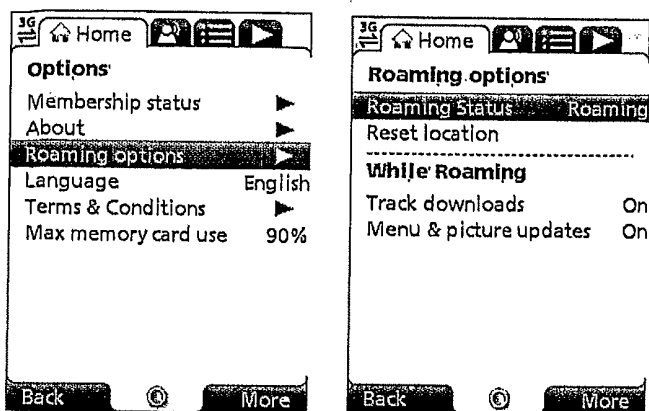 3G Home
Options
Membership status
About
Roaming options
Language English
Terms & Conditions
Max memory card use 90%
Back More
3G Home
Roaming options
Roaming Status Roaming
Reset location
While Roaming
Track downloads On
Menu & picture updates On
Back More